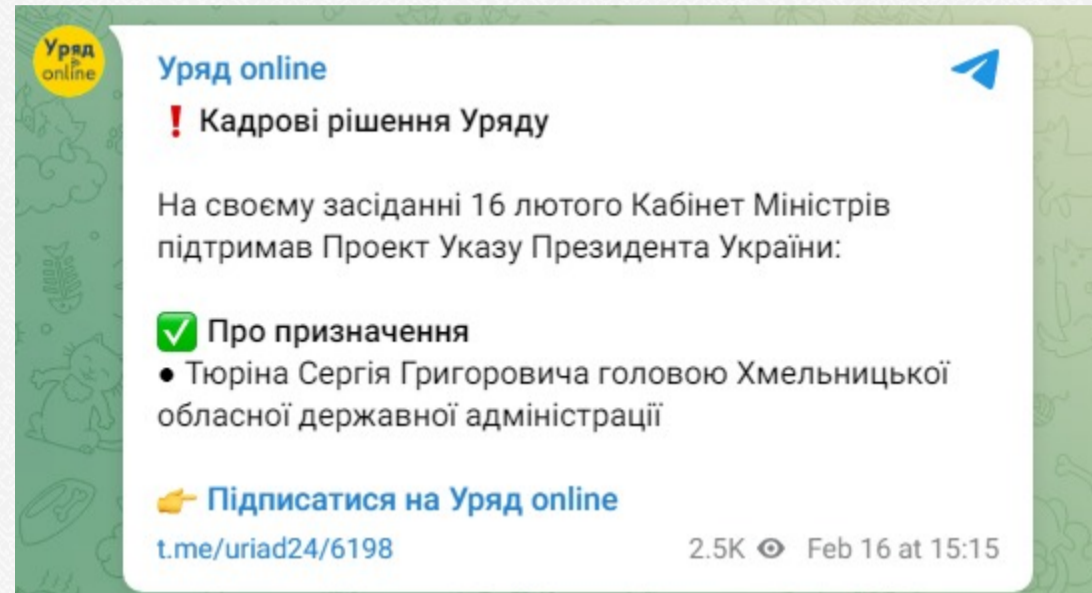 Уряд
online
Уряд online
❗ Кадрові рішення Уряду
На своєму засіданні 16 лютого Кабінет Міністрів
підтримав Проект Указу Президента України:
✅ Про призначення
● Тюріна Сергія Григоровича головою Хмельницької
обласної державної адміністрації
👉 Підписатися на Уряд online
t.me/uriad24/6198 2.5K Feb 16 at 15:15